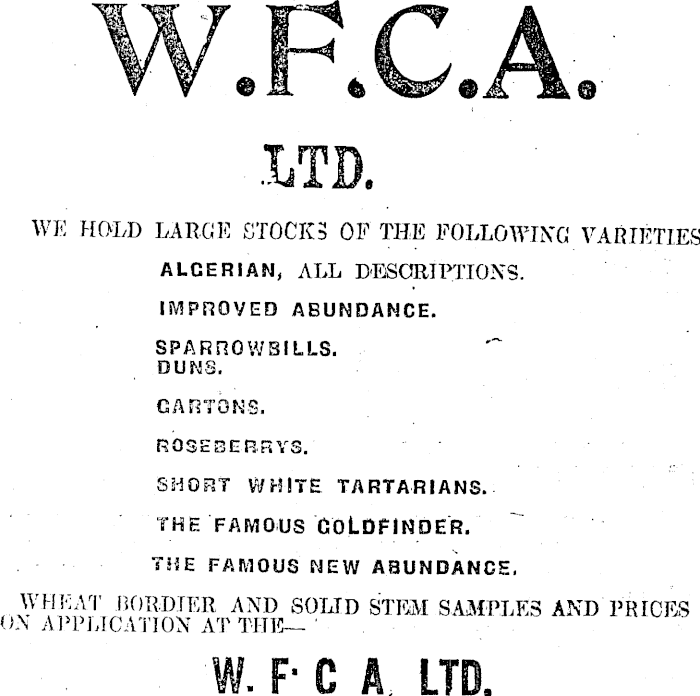 W.F.C.A.
LTD.
WE HOLD LARGE STOCKS OF THE FOLLOWING VARIETIES
ALGERIAN, ALL DESCRIPTIONS.
IMPROVED ABUNDANCE.
SPARROWBILLS.
DUNS.
GARTONS.
ROSEBERRYS.
SHORT WHITE TARTARIANS.
THE FAMOUS GOLDFINDER.
THE FAMOUS NEW ABUNDANCE.
WHEAT BORDIER AND SOLID STEM SAMPLES AND PRICES
ON APPLICATION AT THE—
W. F. C A. LTD.